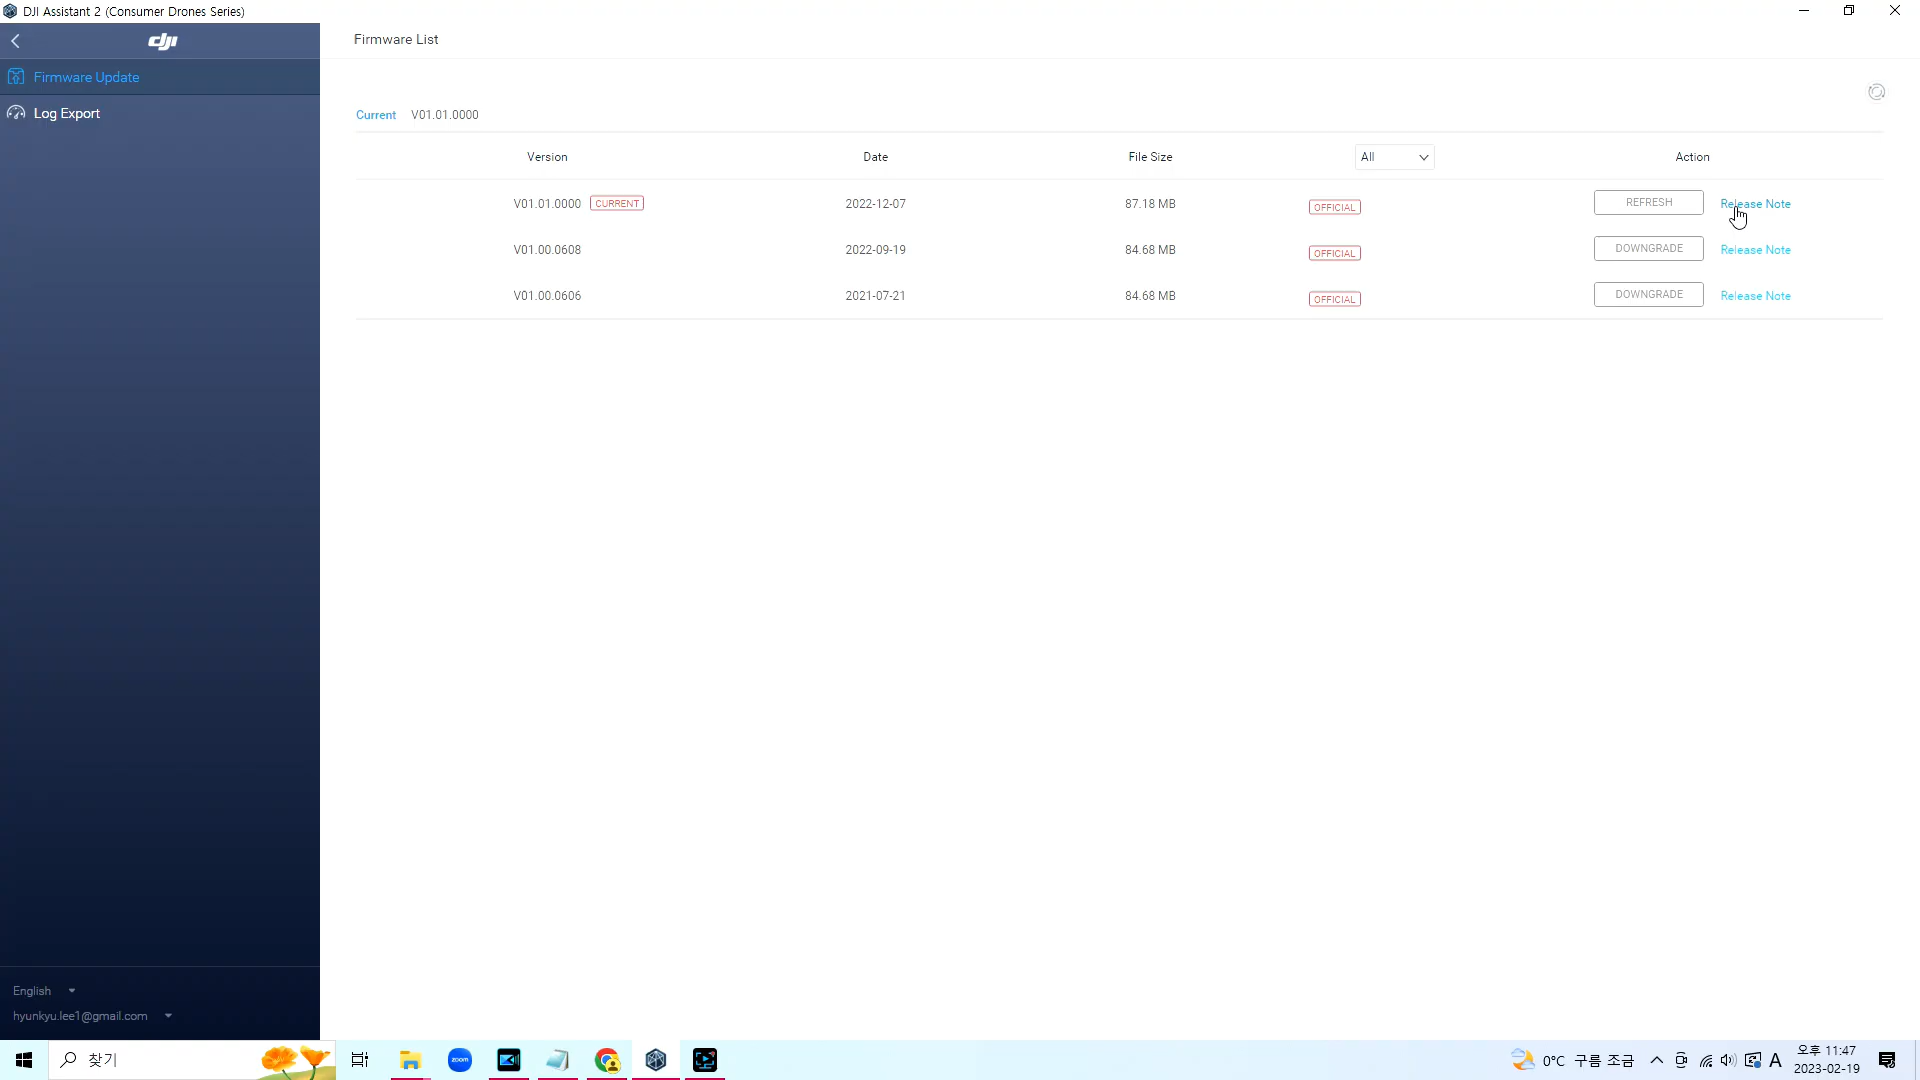 DJI Assistant 2 (Consumer Drones Series)
dji
Firmware List
Firmware Update
Log Export
Current V01.01.0000
Version Date File Size All Action
V01.01.0000 CURRENT 2022-12-07 87.18 MB OFFICIAL REFRESH Release Note
V01.00.0608 2022-09-19 84.68 MB OFFICIAL DOWNGRADE Release Note
V01.00.0606 2021-07-21 84.68 MB OFFICIAL DOWNGRADE Release Note
English
hyunkyu.lee1@gmail.com
찾기 zoom 0°C 구름 조금 A 오후 11:47
2023-02-19